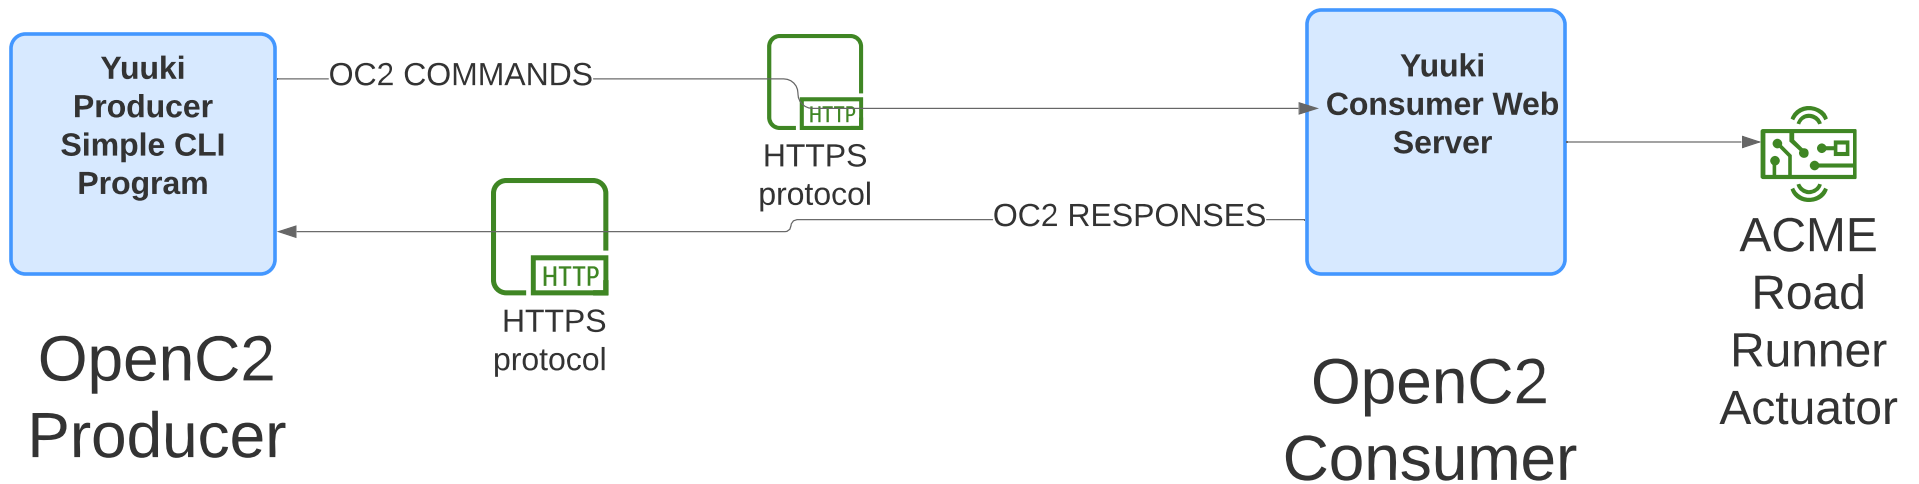 Yuuki
Producer
Simple CLI
Program
OC2 COMMANDS
HTTP
HTTPS
protocol
Yuuki
Consumer Web
Server
OC2 RESPONSES
HTTP
HTTPS
protocol
OpenC2
Producer
OpenC2
Consumer
ACME
Road
Runner
Actuator